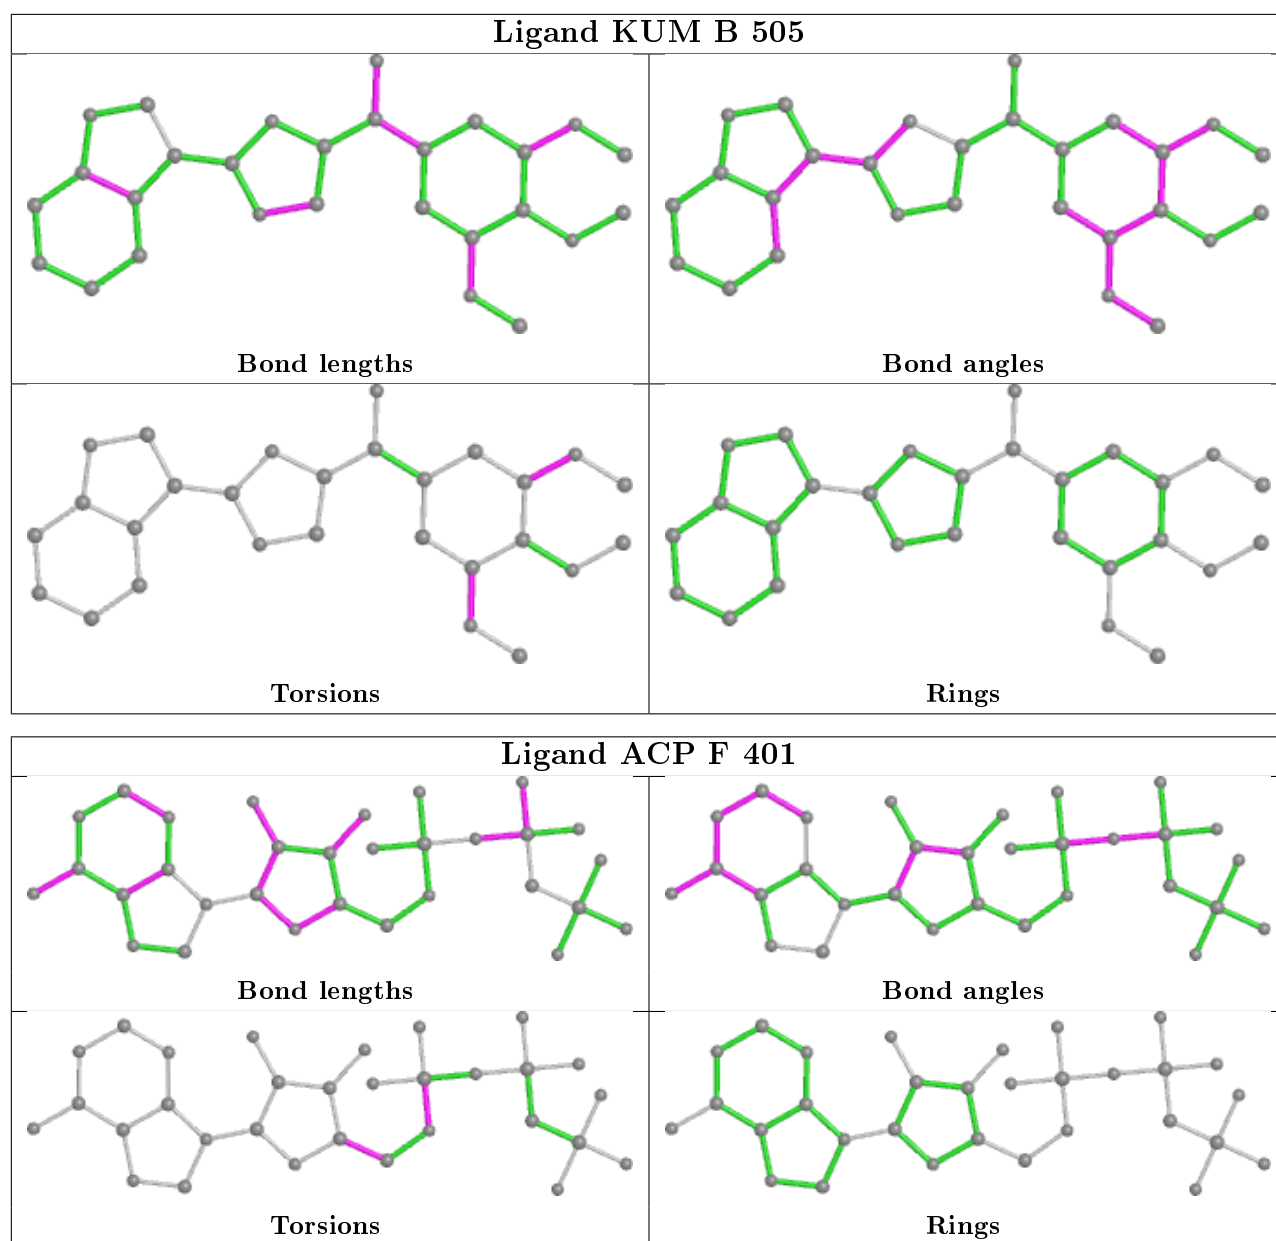 Ligand KUM B 505
Bond lengths
Bond angles
Torsions
Rings
Ligand ACP F 401
Bond lengths
Bond angles
Torsions
Rings